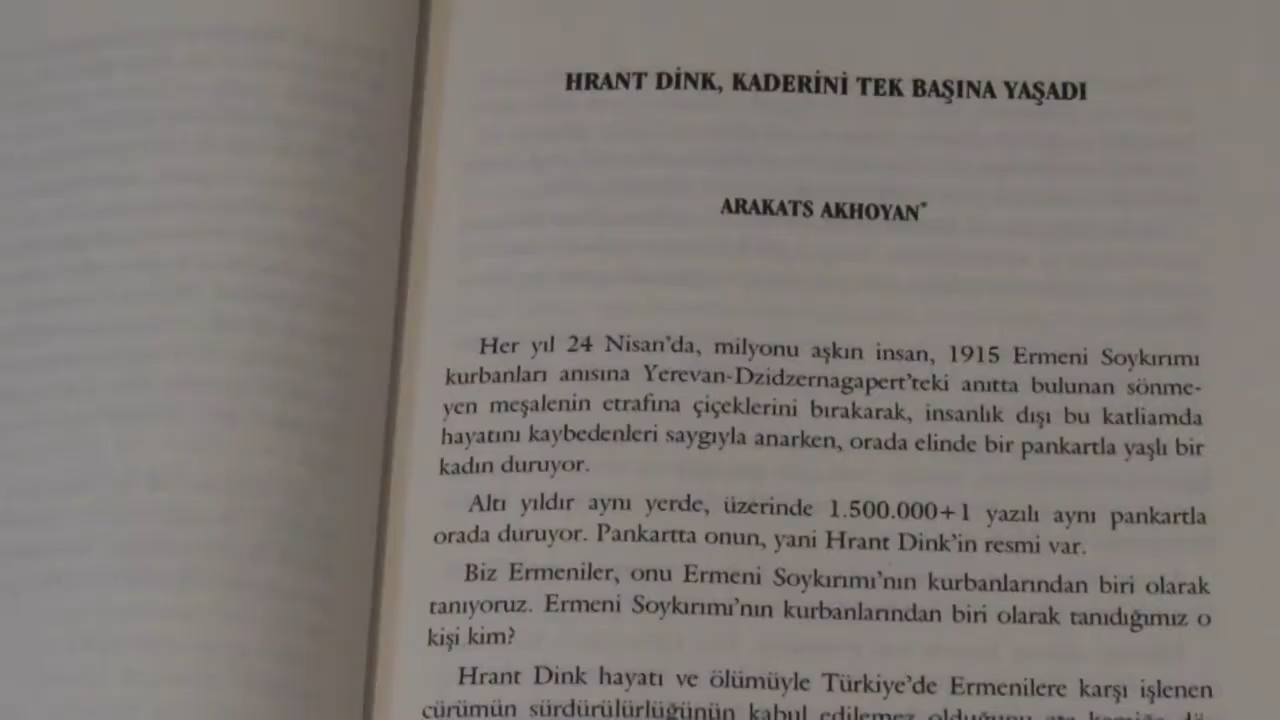 HRANT DİNK, KADERİNİ TEK BAŞINA YAŞADI
ARAKATS AKHOYAN*
Her yıl 24 Nisan'da, milyonu aşkın insan, 1915 Ermeni Soykırımı
kurbanları anısına Yerevan-Dzidzernagapert'teki anıtta bulunan sönme-
yen meşalenin etrafına çiçeklerini bırakarak, insanlık dışı bu katliamda
hayatını kaybedenleri saygıyla anarken, orada elinde bir pankartla yaşlı bir
kadın duruyor.
Altı yıldır aynı yerde, üzerinde 1.500.000+1 yazılı aynı pankartla
orada duruyor. Pankartta onun, yani Hrant Dink'in resmi var.
Biz Ermeniler, onu Ermeni Soykırımı'nın kurbanlarından biri olarak
tanıyoruz. Ermeni Soykırımı'nın kurbanlarından biri olarak tanıdığımız o
kişi kim?
Hrant Dink hayatı ve ölümüyle Türkiye'de Ermenilere karşı işlenen
cürümün sürdürülürlüğünün kabul edilemez olduğunu